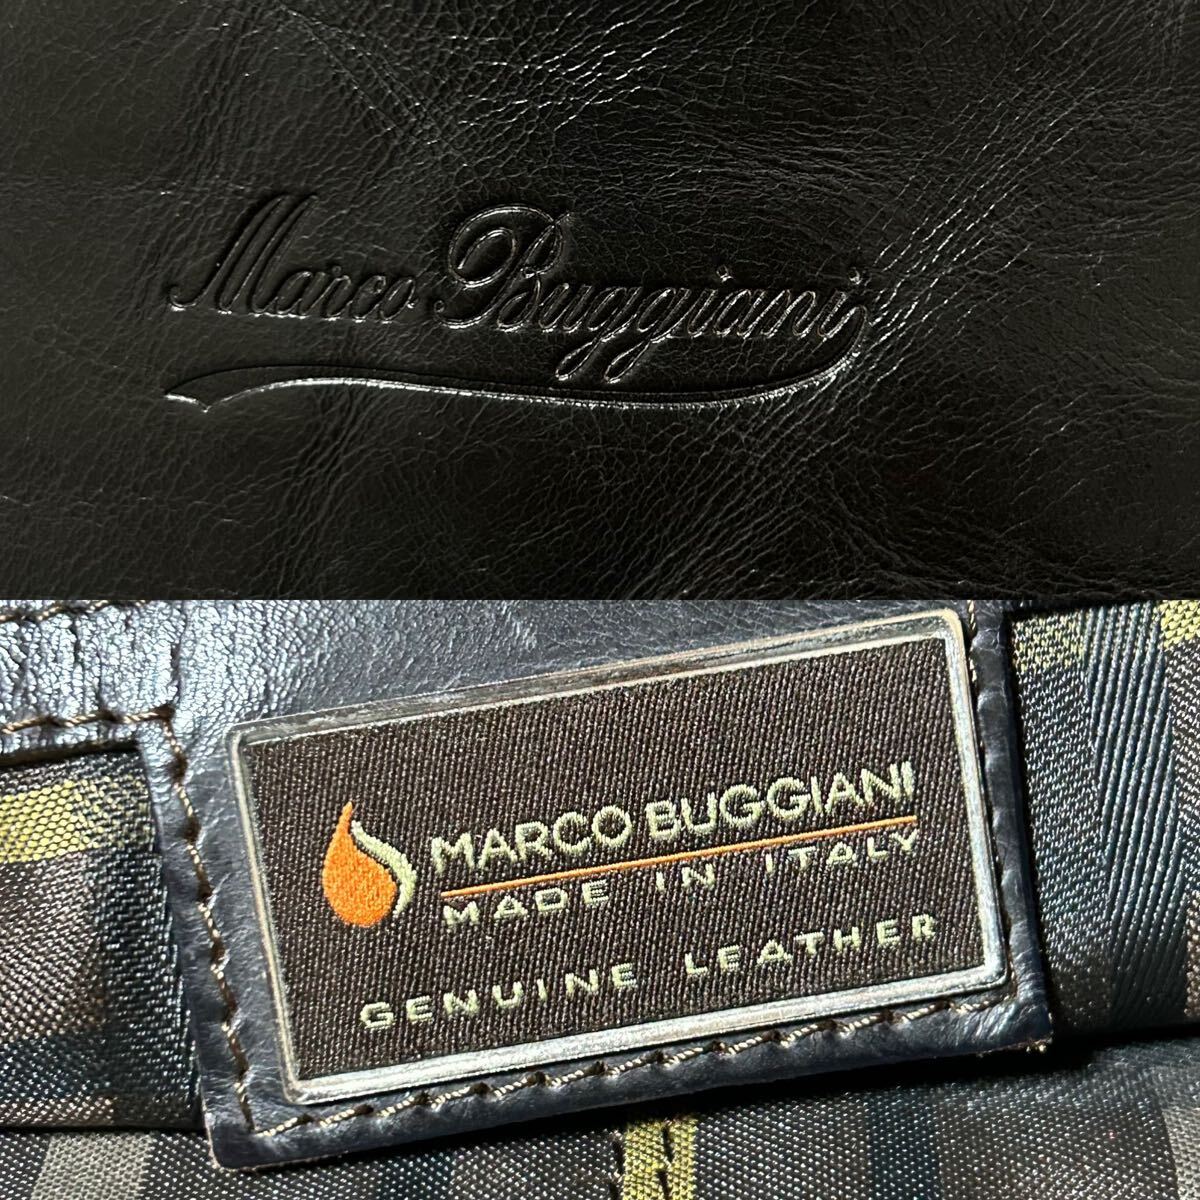 Marco Buggiani
MARCO BUGGIANI
MADE IN ITALY
GENUINE LEATHER